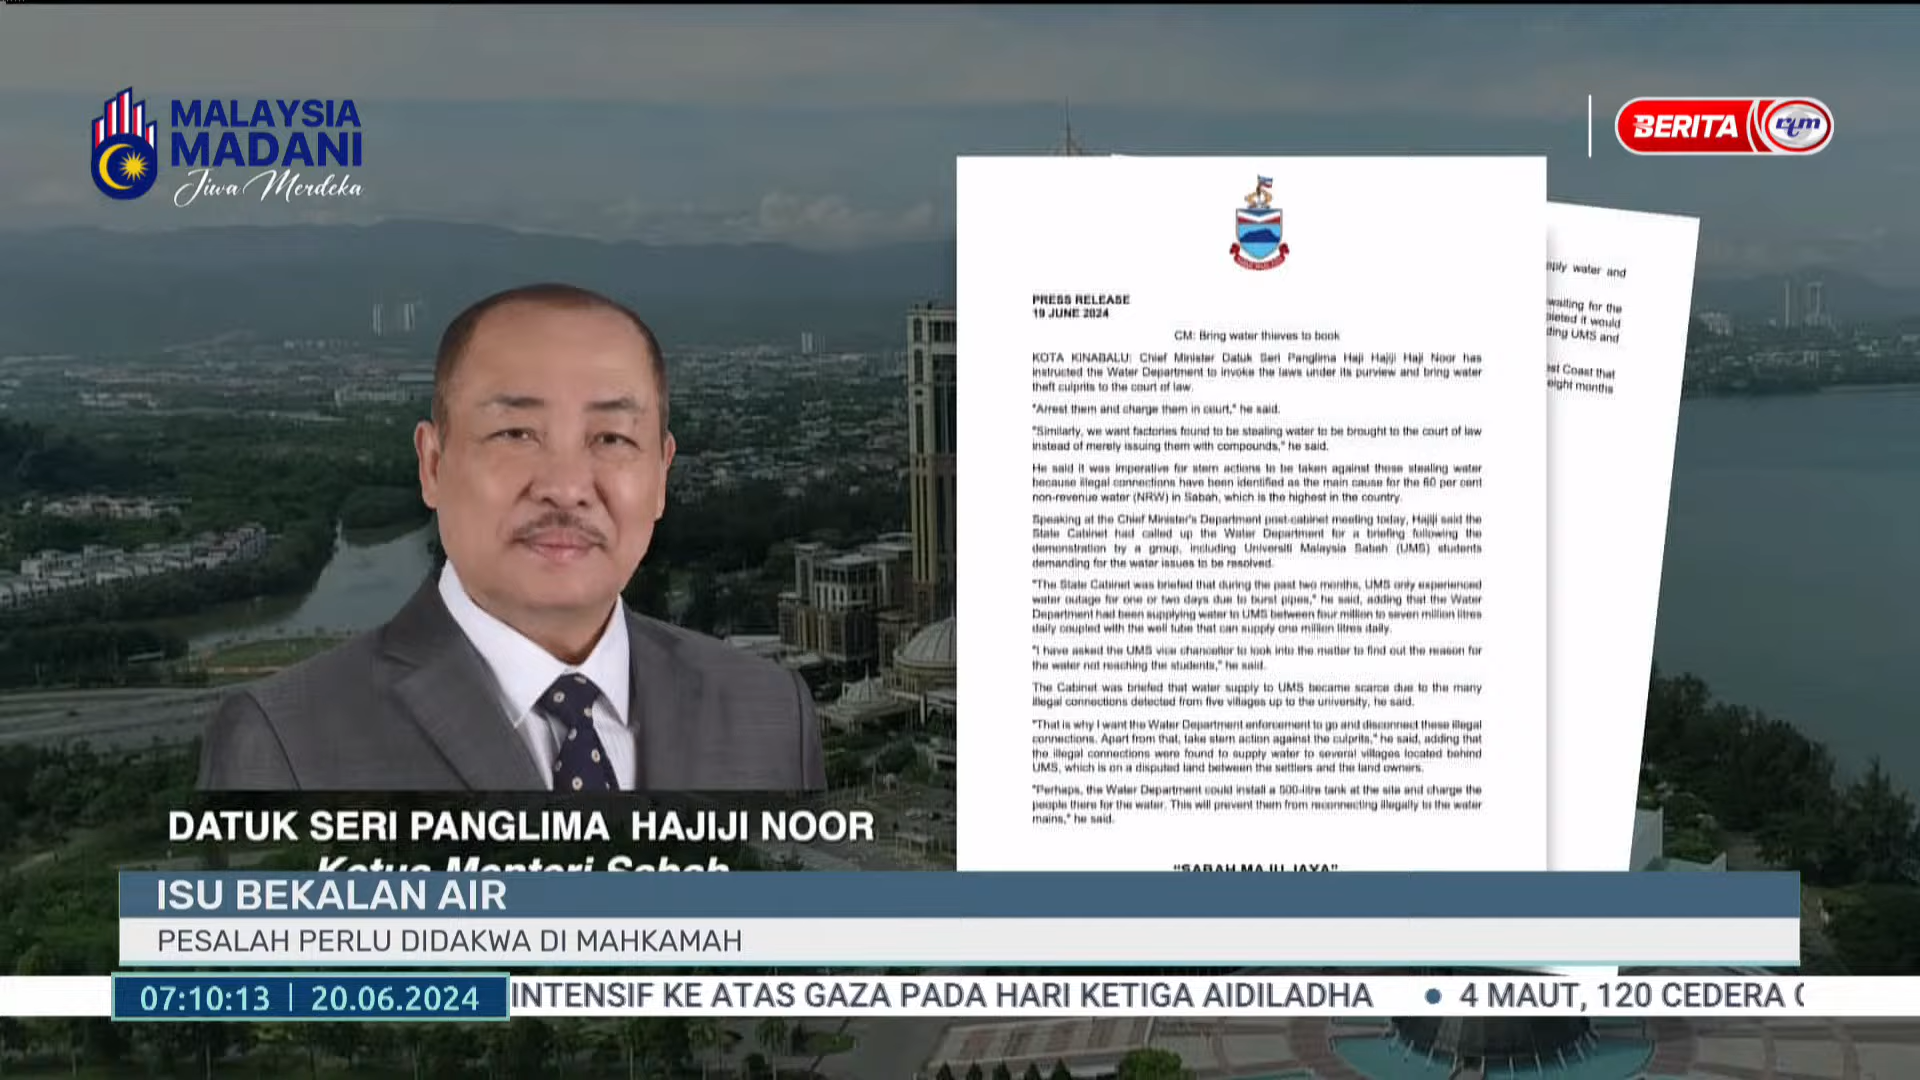 MALAYSIA
MADANI
Jiwa Merdeka
BERITA rtm
PRESS RELEASE
19 JUNE 2024
CM: Bring water thieves to book
KOTA KINABALU: Chief Minister Datuk Seri Panglima Haji Hajiji Haji Noor has
instructed the Water Department to invoke the laws under its purview and bring water
theft culprits to the court of law.
"Arrest them and charge them in court," he said.
"Similarly, we want factories found to be stealing water to be brought to the court of law
instead of merely issuing them with compounds," he said.
He said it was imperative for stern actions to be taken against those stealing water
because illegal connections have been identified as the main cause for the 60 per cent
non-revenue water (NRW) in Sabah, which is the highest in the country.
Speaking at the Chief Minister's Department post-cabinet meeting today, Hajiji said the
State Cabinet had called up the Water Department for a briefing following the
demonstration by a group, including Universiti Malaysia Sabah (UMS) students
demanding for the water issues to be resolved.
"The State Cabinet was briefed that during the past two months, UMS only experienced
water outage for one or two days due to burst pipes," he said, adding that the Water
Department had been supplying water to UMS between four million to seven million litres
daily coupled with the well tube that can supply one million litres daily.
"I have asked the UMS vice chancellor to look into the matter to find out the reason for
the water not reaching the students," he said.
The Cabinet was briefed that water supply to UMS became scarce due to the many
illegal connections detected from five villages up to the university, he said.
"That is why I want the Water Department enforcement to go and disconnect these illegal
connections. Apart from that, take stern action against the culprits," he said, adding that
the illegal connections were found to supply water to several villages located behind
UMS, which is on a disputed land between the settlers and the land owners.
"Perhaps, the Water Department could install a 500-litre tank at the site and charge the
people there for the water. This will prevent them from reconnecting illegally to the water
mains," he said.
"SABAH MAJU JAYA"
water and
waiting for the
it would
UMS and
Coast that
eight months
DATUK SERI PANGLIMA HAJIJI NOOR
Ketua Menteri Sabah
ISU BEKALAN AIR
PESALAH PERLU DIDAKWA DI MAHKAMAH
07:10:13 | 20.06.2024
INTENSIF KE ATAS GAZA PADA HARI KETIGA AIDILADHA • 4 MAUT, 120 CEDERA